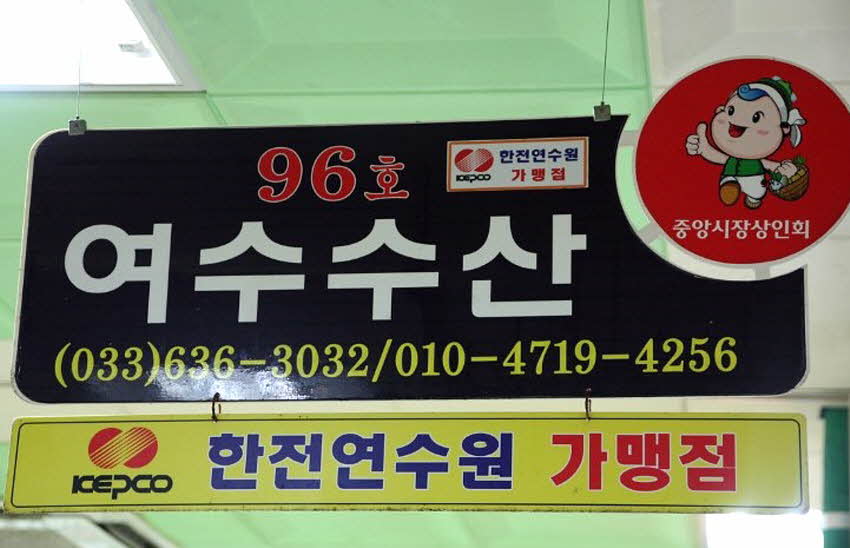 96호
KEPCO 한전연수원
가맹점
여수수산
(033)636-3032/010-4719-4256
중앙시장상인회
KEPCO 한전연수원 가맹점